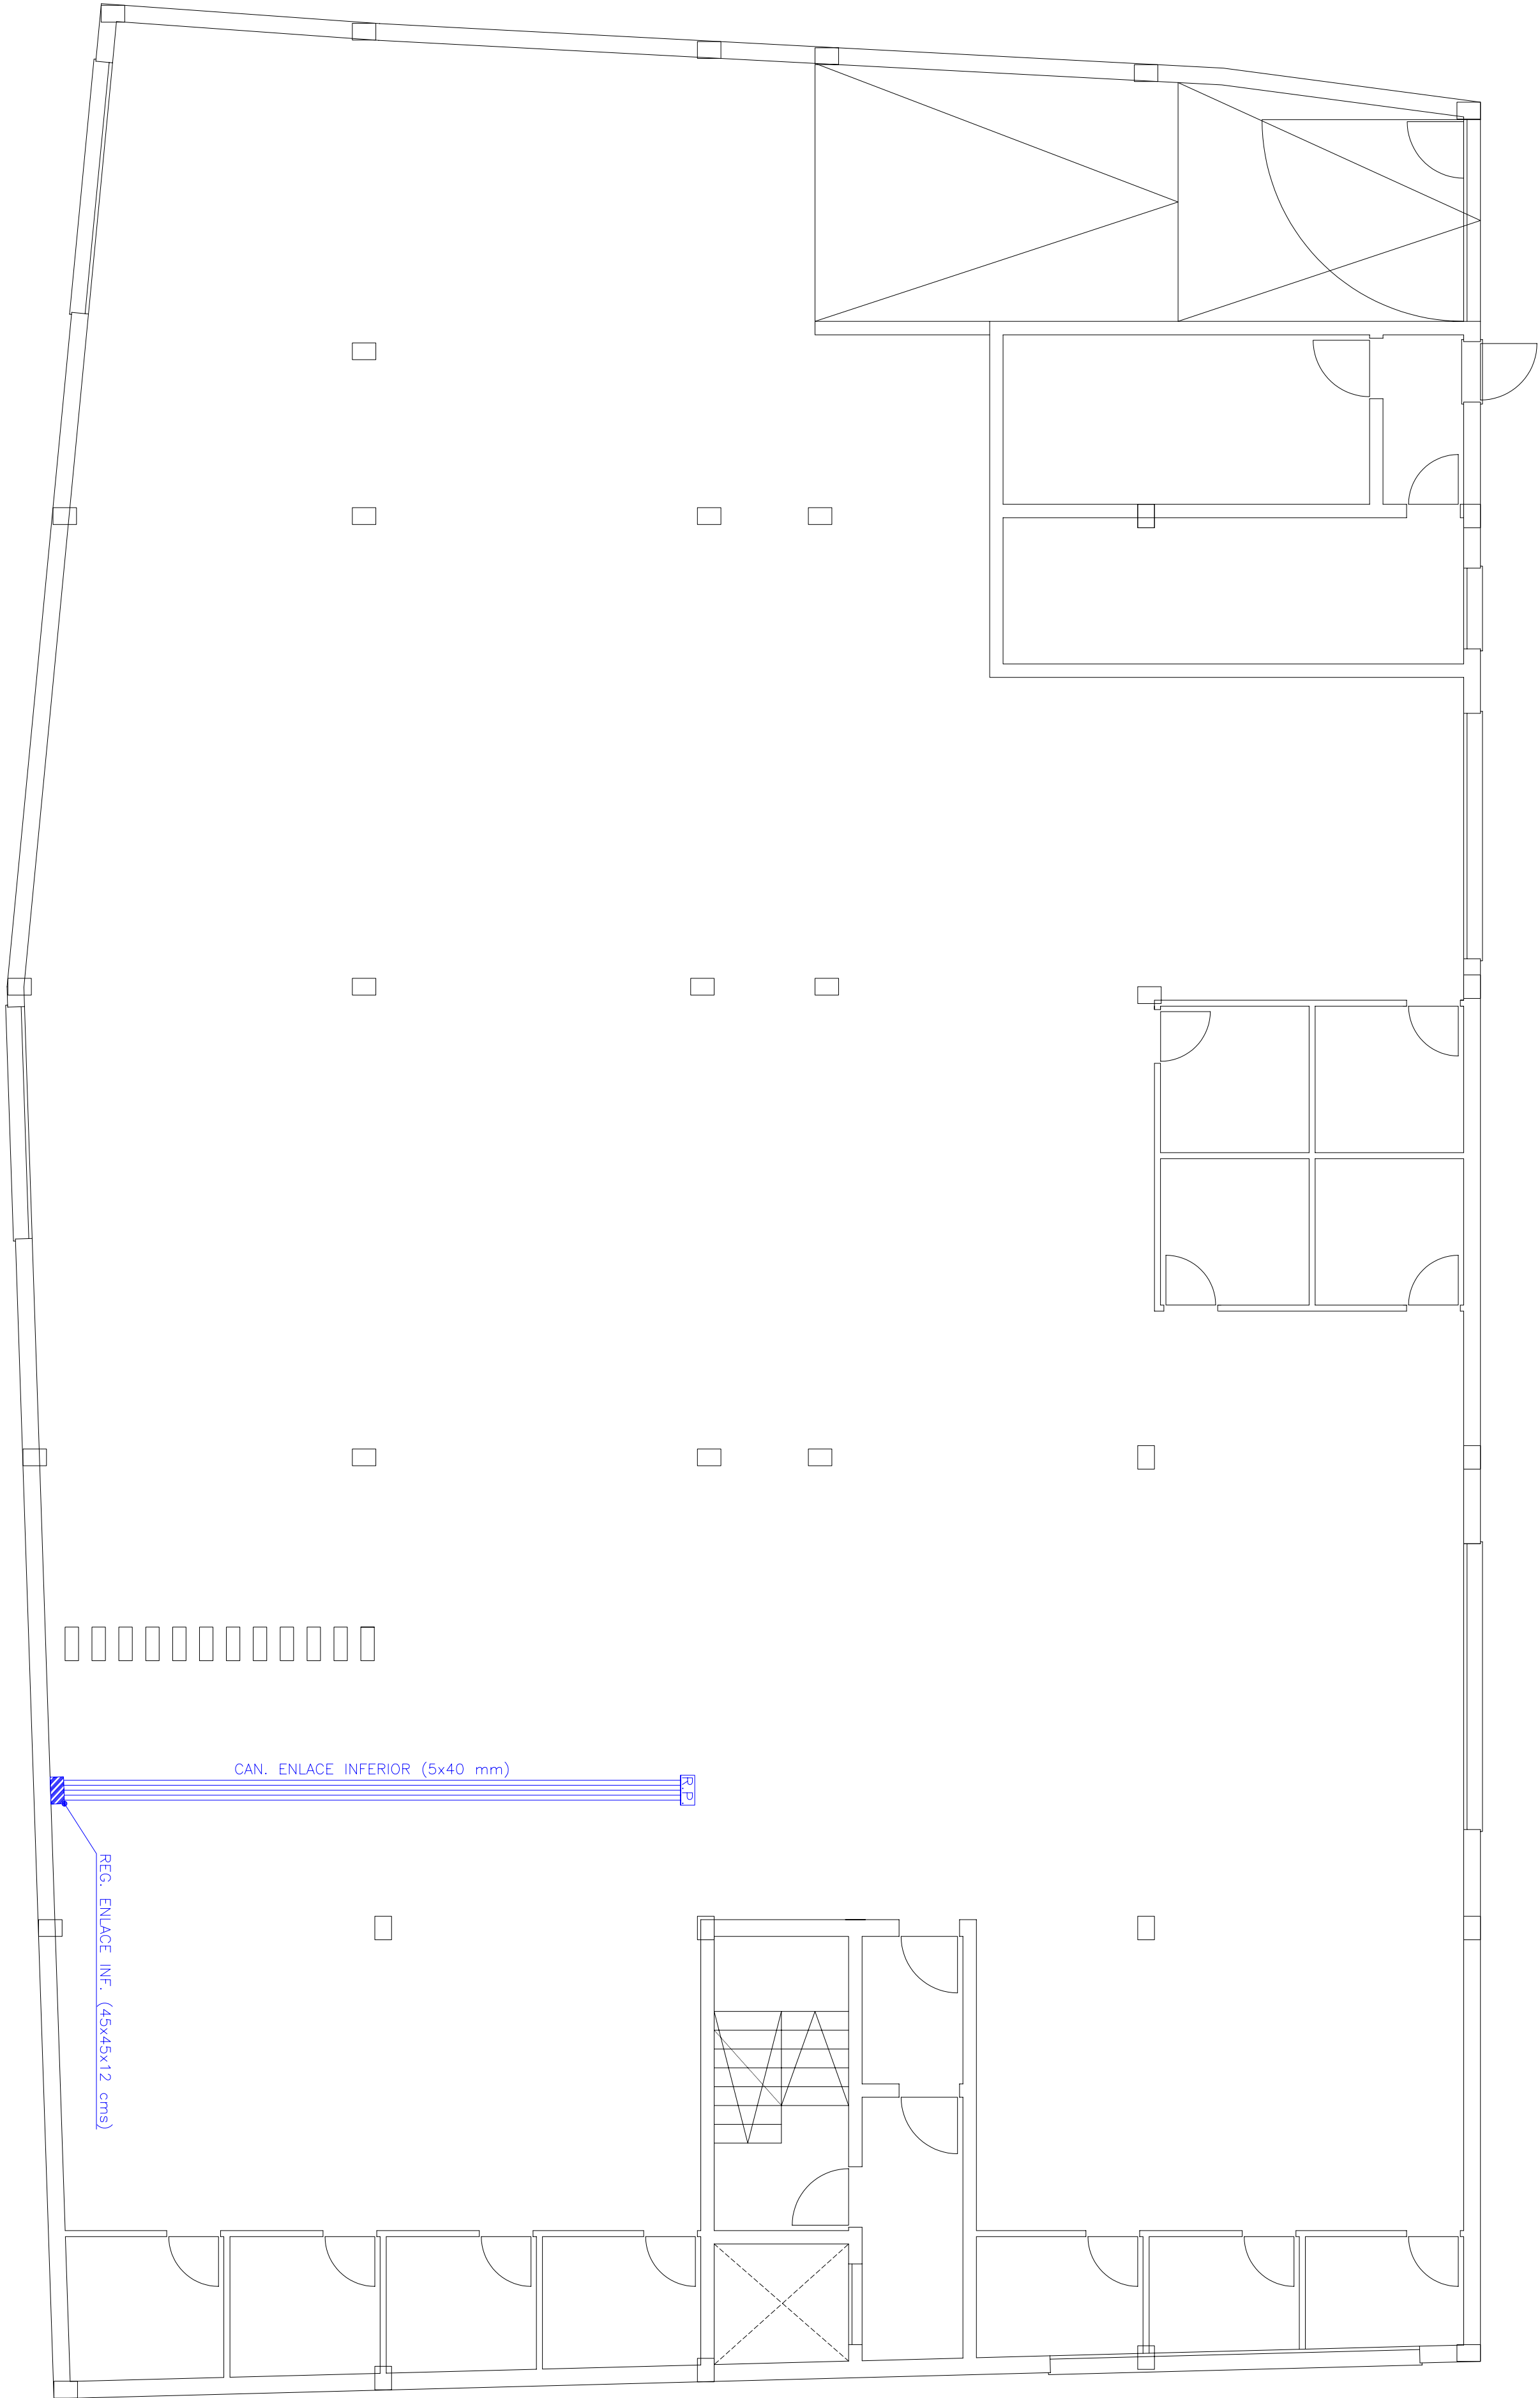 CAN. ENLACE INFERIOR (5x40 mm)
R.P.
REG. ENLACE INF. (45x45x12 cms)